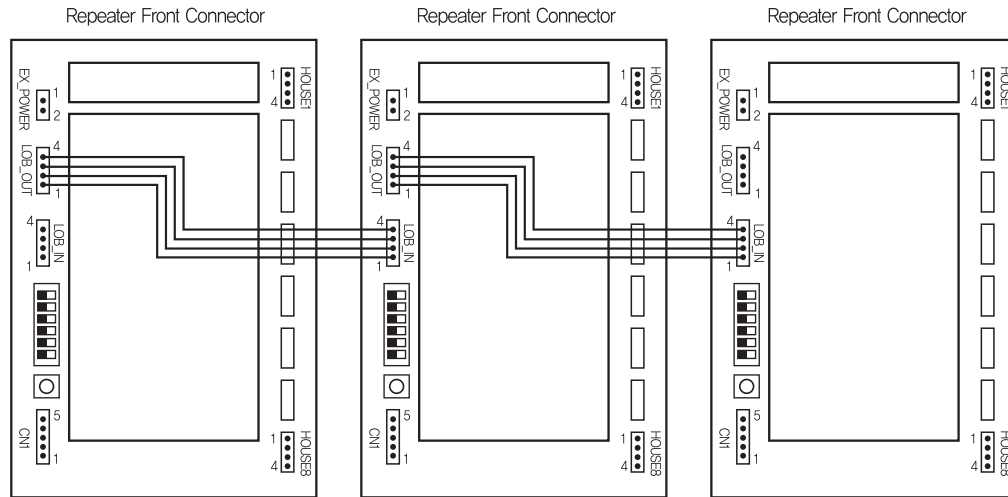 Repeater Front Connector
Repeater Front Connector
Repeater Front Connector
EX_POWER
1
2
LOB_OUT
4
1
LOB_IN
4
1
CN1
5
1
HOUSE1
1
4
HOUSE8
1
4
EX_POWER
1
2
LOB_OUT
4
1
LOB_IN
4
1
CN1
5
1
HOUSE1
1
4
HOUSE8
1
4
EX_POWER
1
2
LOB_OUT
4
1
LOB_IN
4
1
CN1
5
1
HOUSE1
1
4
HOUSE8
1
4